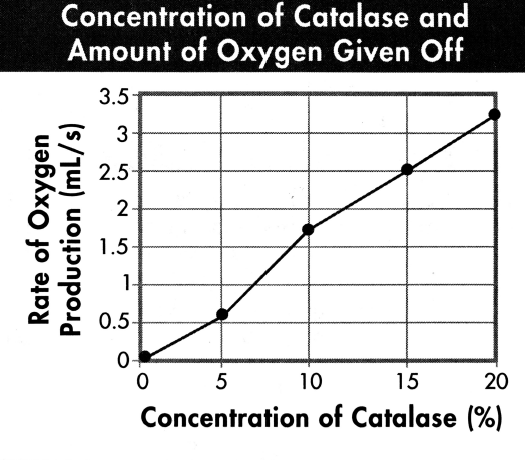 Concentration of Catalase and
Amount of Oxygen Given Off
Rate of Oxygen
Production (mL/s)
3.5
3
2.5
2
1.5
1
0.5
0
0 5 10 15 20
Concentration of Catalase (%)